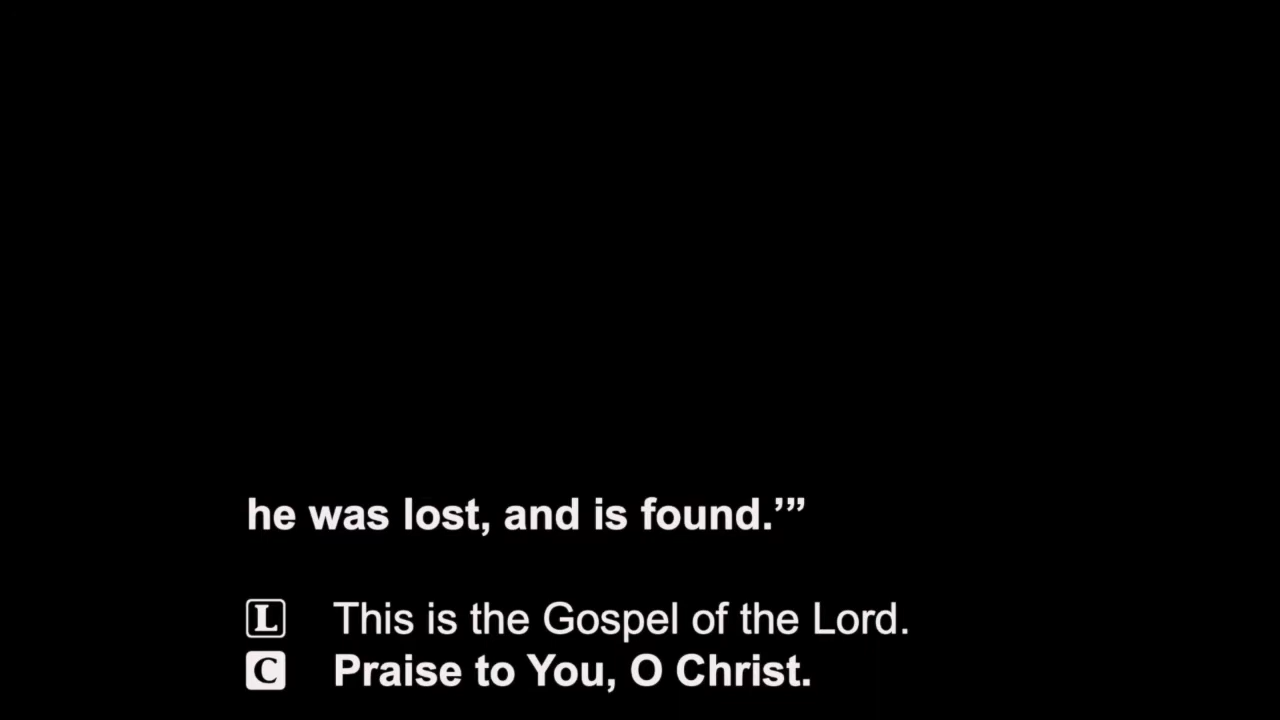 he was lost, and is found.’”
L This is the Gospel of the Lord.
C Praise to You, O Christ.